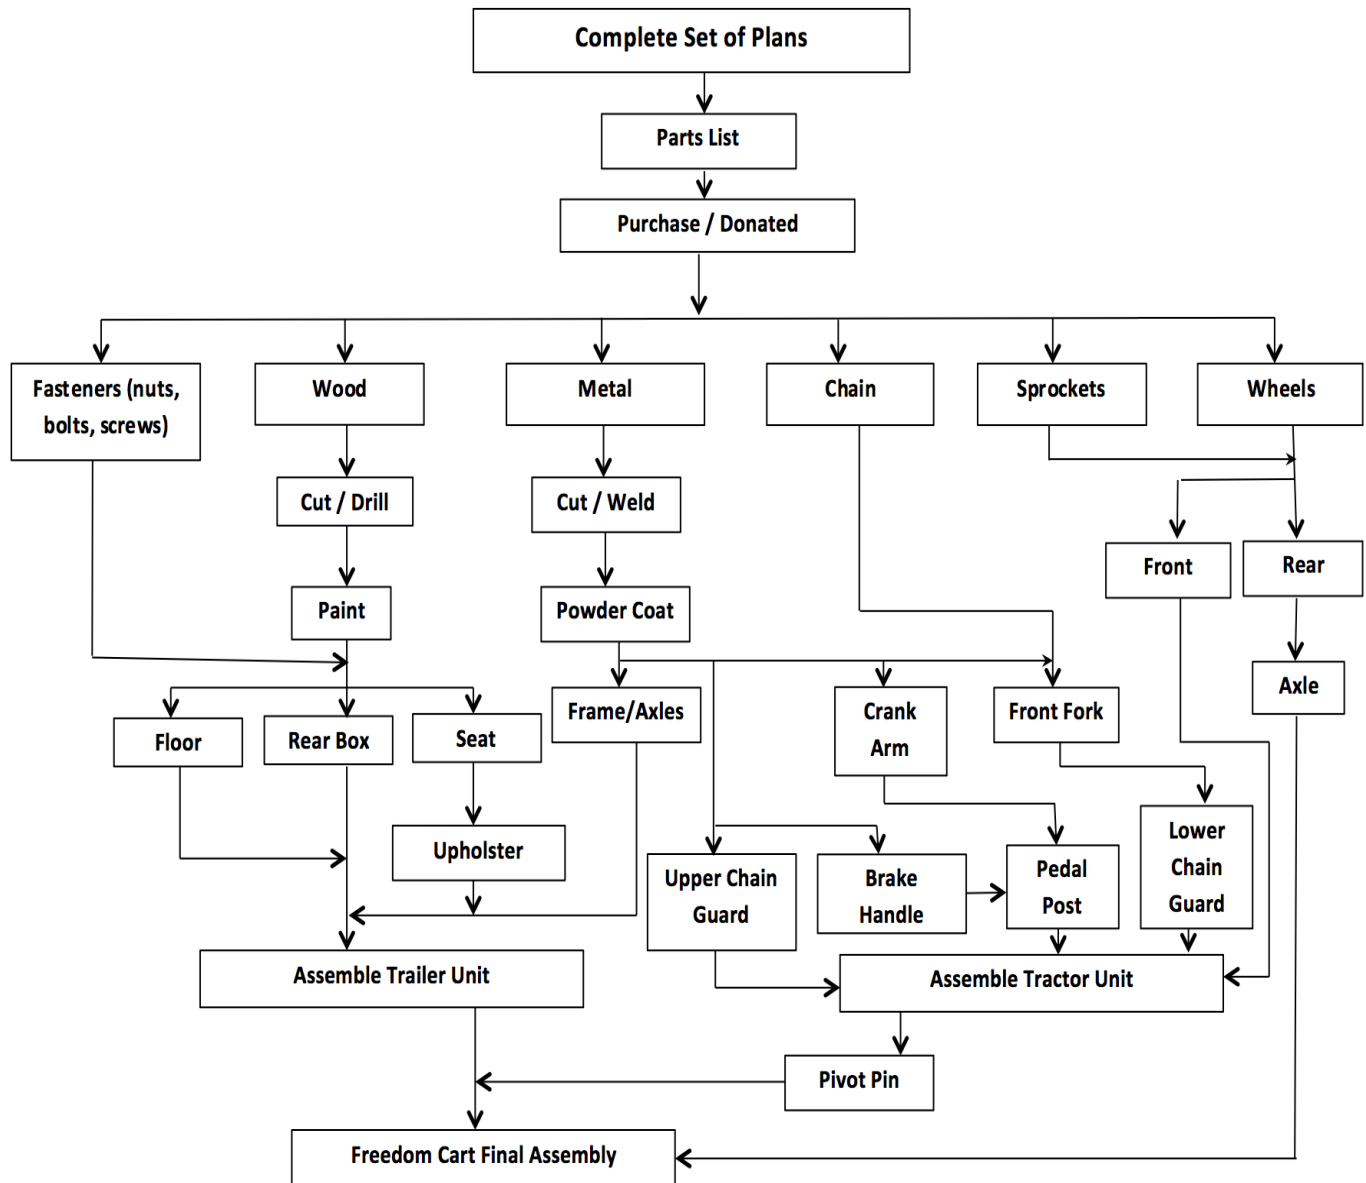 Complete Set of Plans
Parts List
Purchase / Donated
Fasteners (nuts,
bolts, screws)
Wood
Metal
Chain
Sprockets
Wheels
Cut / Drill
Cut / Weld
Front
Rear
Paint
Powder Coat
Axle
Floor
Rear Box
Seat
Frame/Axles
Crank
Arm
Front Fork
Upholster
Upper Chain
Guard
Brake
Handle
Pedal
Post
Lower
Chain
Guard
Assemble Trailer Unit
Assemble Tractor Unit
Pivot Pin
Freedom Cart Final Assembly